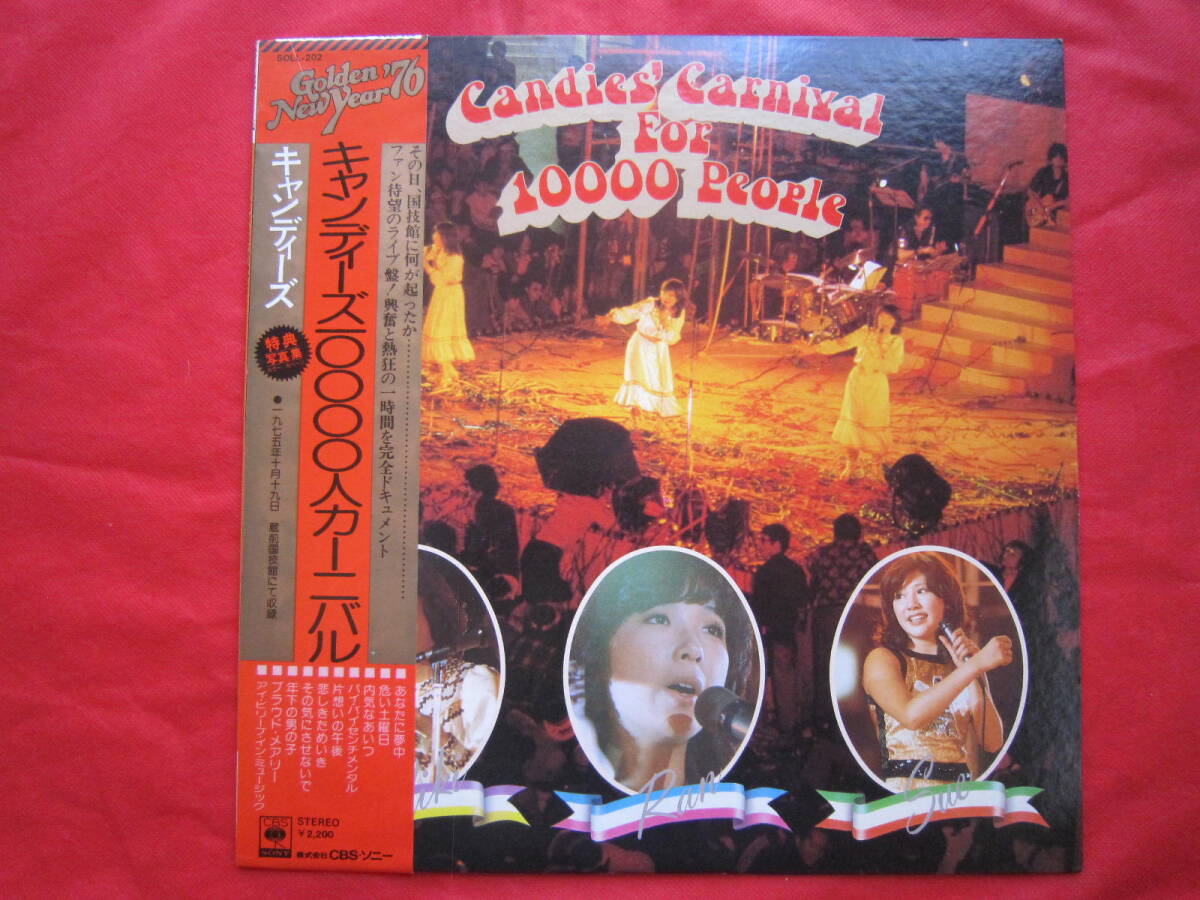 SOLL-202
Golden '76
New Year
キャンディーズ
キャンディーズ一〇〇〇〇人カーニバル
その日、国技館に何が起ったか
ファン待望のライブ盤!興奮と熱狂の一時間を完全ドキュメント
特典
写真集
●一九七五年十月十九日 蔵前国技館にて収録
■あなたに夢中
■危い土曜日
■内気なあいつ
■バイ・バイ・センチメンタル
■片想いの午後
■悲しきためいき
■その気にさせないで
■年下の男の子
■プラウド・メアリー
■アイ・ビリーブ・イン・ミュージック
CBS
SONY
STEREO
¥2,200
株式会社CBS・ソニー
Candies' Carnival
For
10000 People
Ran
Sue